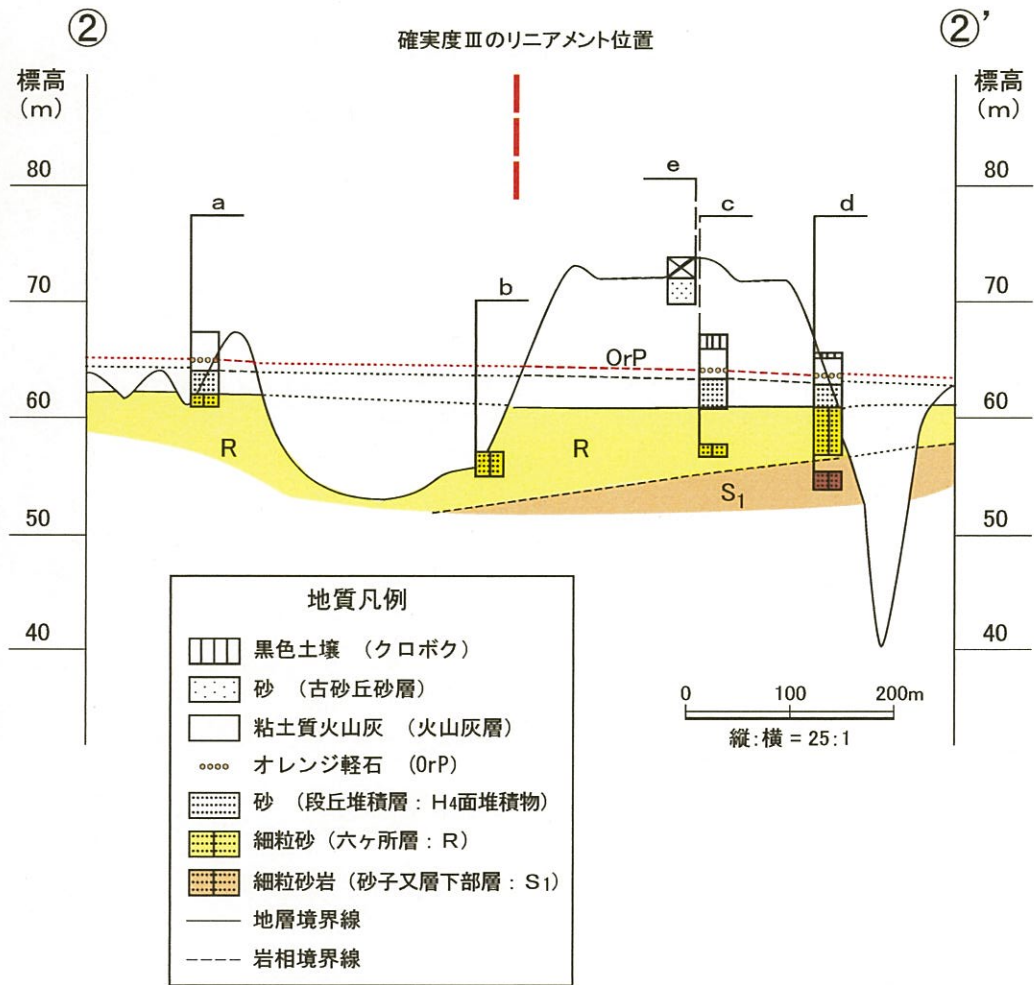 ② ②’
確実度Ⅲのリニアメント位置
標高 標高
(m) (m)
80 80
e
a c d
70 70
b
OrP
60 60
R R
S1
50 50
地質凡例
40 40
黒色土壌 (クロボク)
砂 (古砂丘砂層)
粘土質火山灰 (火山灰層)
オレンジ軽石 (OrP)
砂 (段丘堆積層:H4面堆積物)
細粒砂 (六ヶ所層:R)
細粒砂岩 (砂子又層下部層:S1)
地層境界線
岩相境界線
0 100 200m
縦:横=25:1